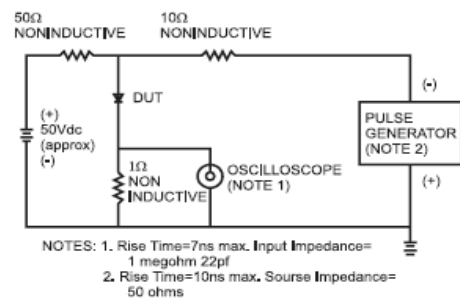 50Ω
NONINDUCTIVE
10Ω
NONINDUCTIVE
(+)
50Vdc
(approx)
(-)
DUT
1Ω
NON
INDUCTIVE
OSCILLOSCOPE
(NOTE 1)
(-)
PULSE
GENERATOR
(NOTE 2)
(+)
NOTES: 1. Rise Time=7ns max. Input Impedance=
1 megohm 22pf
2. Rise Time=10ns max. Sourse Impedance=
50 ohms